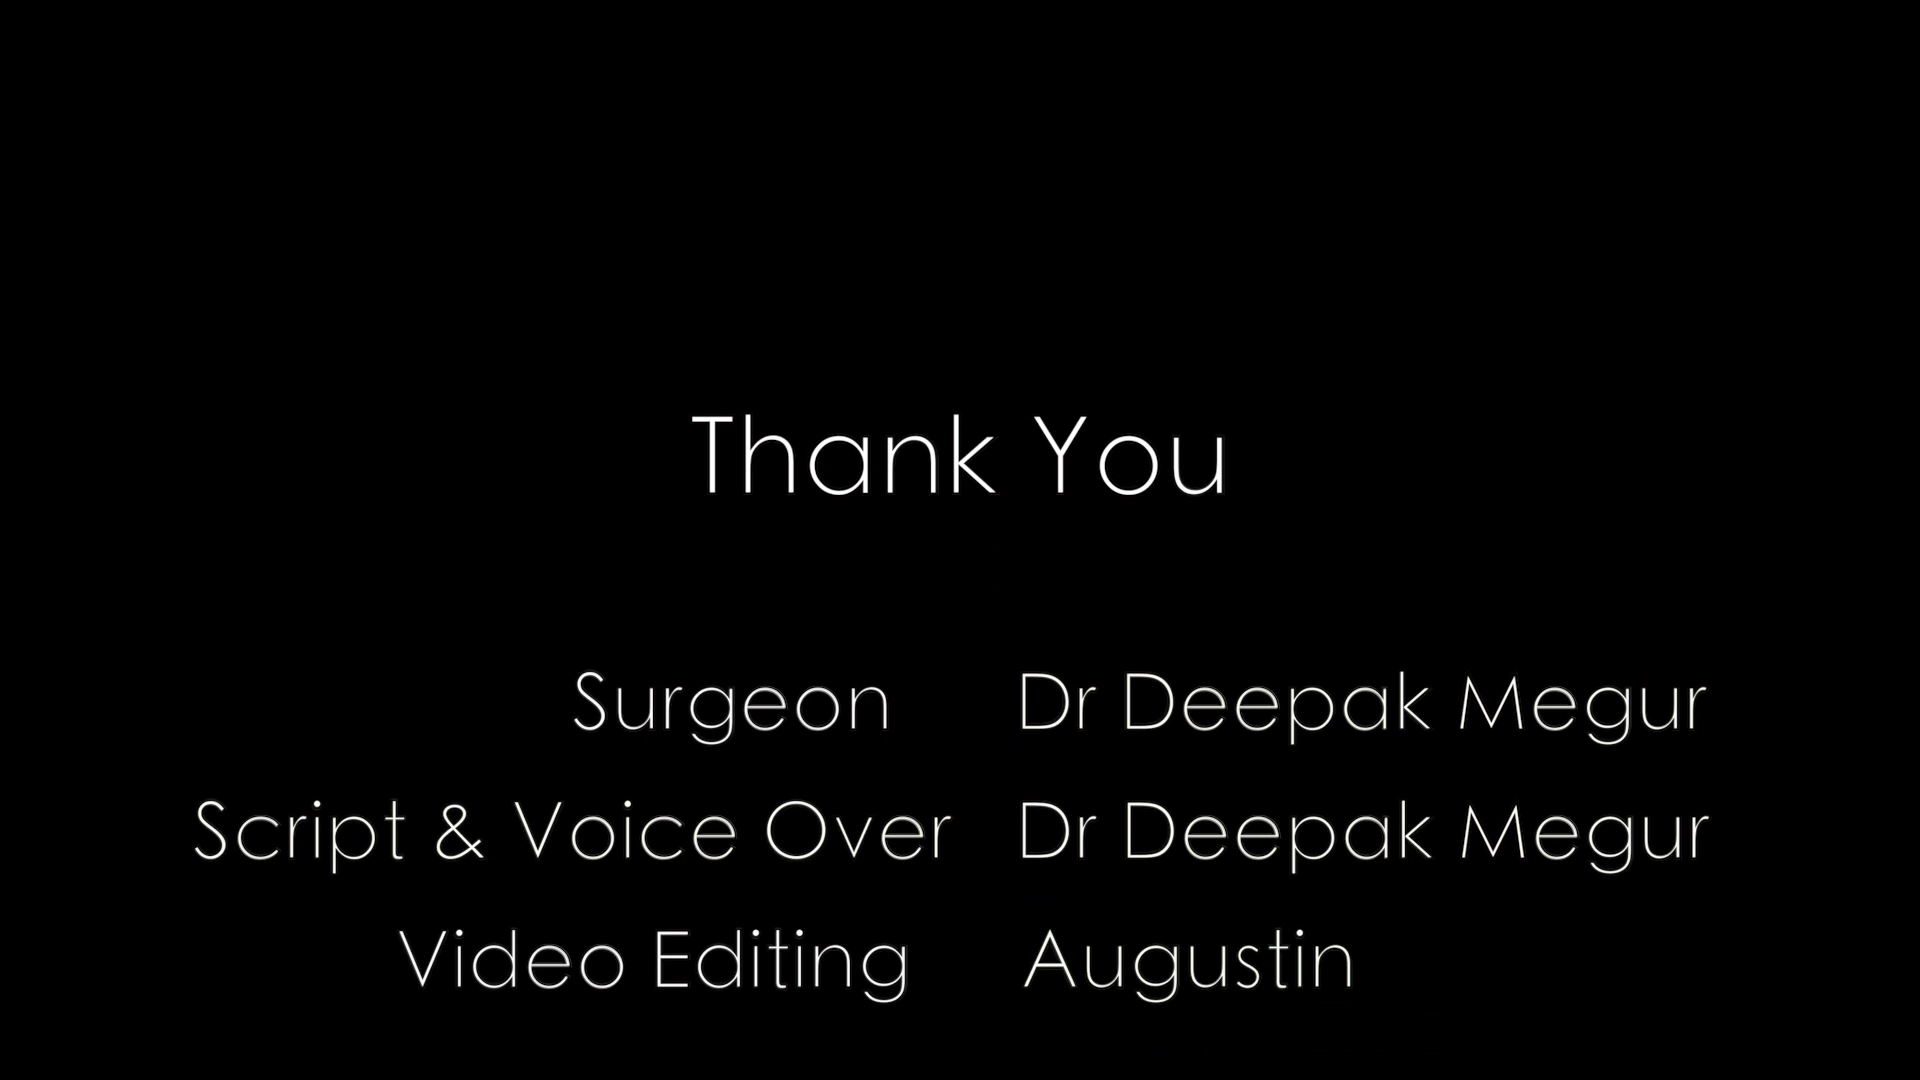 Thank You
Surgeon Dr Deepak Megur
Script & Voice Over Dr Deepak Megur
Video Editing Augustin